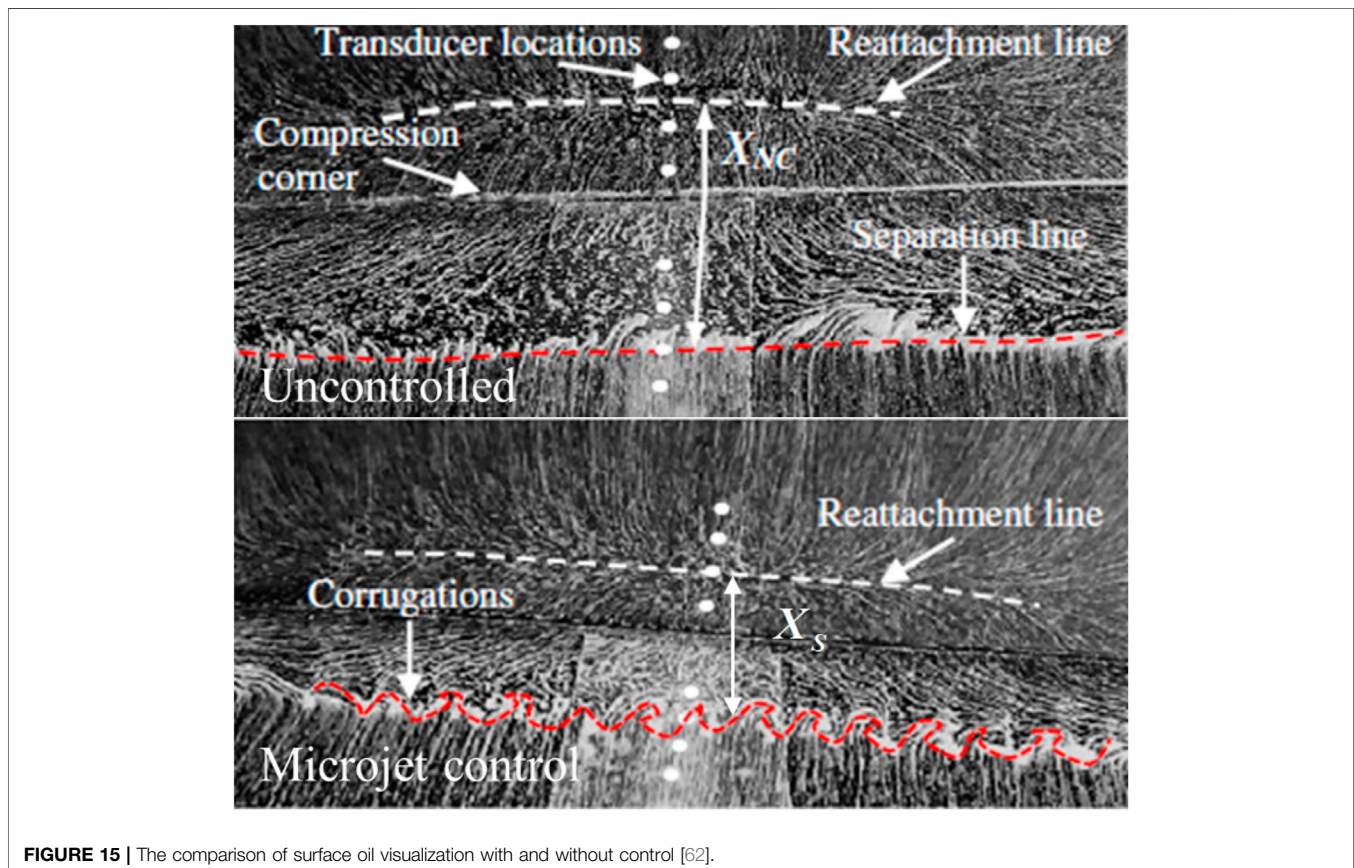 Transducer locations
Reattachment line
Compression
corner
X_NC
Separation line
Uncontrolled
Reattachment line
Corrugations
X_S
Microjet control
FIGURE 15 | The comparison of surface oil visualization with and without control [62].